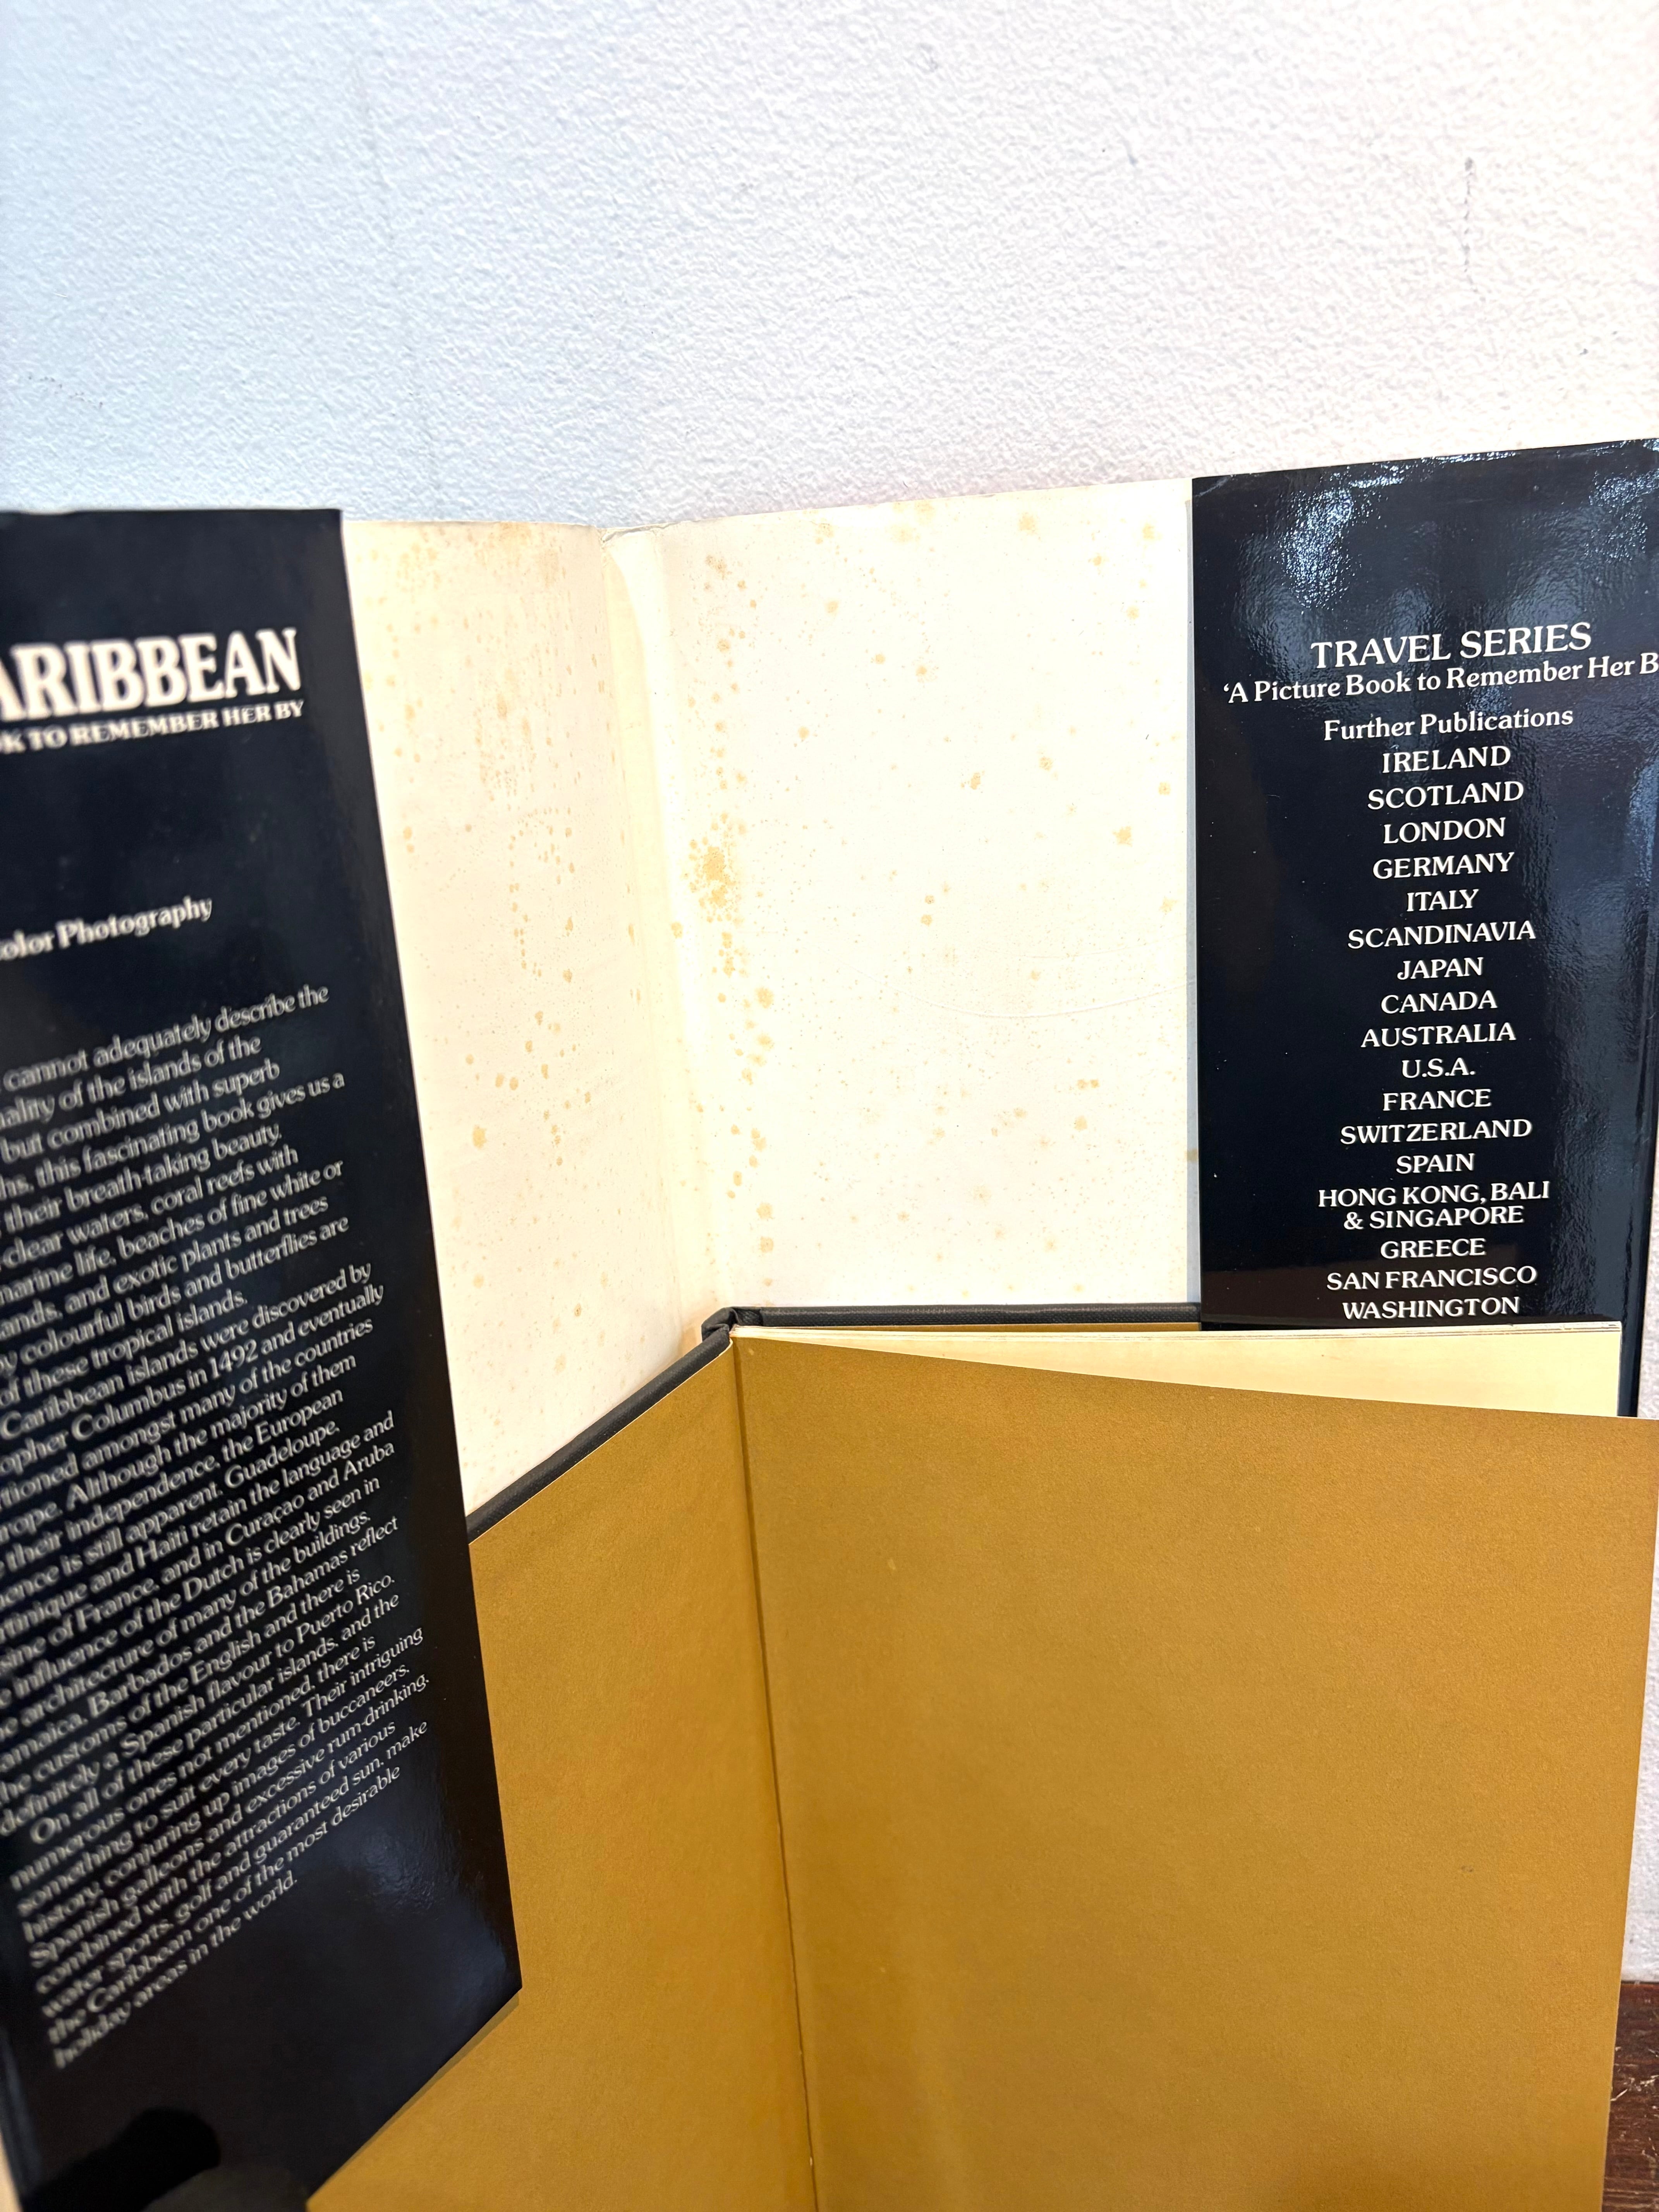 ARIBBEAN
OK TO REMEMBER HER BY
olor Photography
cannot adequately describe the
ality of the islands of the
but combined with superb
hs, this fascinating book gives us a
their breath-taking beauty.
clear waters, coral reefs with
marine life, beaches of fine white or
ands, and exotic plants and trees
y colourful birds and butterflies are
of these tropical islands.
Caribbean islands were discovered by
opher Columbus in 1492 and eventually
itioned amongst many of the countries
urope. Although the majority of them
their independence, the European
ence is still apparent. Guadeloupe,
rtinique and Haiti retain the language and
sine of France, and in Curaçao and Aruba
e influence of the Dutch is clearly seen in
e architecture of many of the buildings.
amaica, Barbados and the Bahamas reflect
he customs of the English and there is
definitely a Spanish flavour to Puerto Rico.
On all of these particular islands, and the
numerous ones not mentioned, there is
something to suit every taste. Their intriguing
history, conjuring up images of buccaneers,
Spanish galleons and excessive rum-drinking,
combined with the attractions of various
water sports, golf and guaranteed sun, make
the Caribbean one of the most desirable
holiday areas in the world.
TRAVEL SERIES
‘A Picture Book to Remember Her B
Further Publications
IRELAND
SCOTLAND
LONDON
GERMANY
ITALY
SCANDINAVIA
JAPAN
CANADA
AUSTRALIA
U.S.A.
FRANCE
SWITZERLAND
SPAIN
HONG KONG, BALI
& SINGAPORE
GREECE
SAN FRANCISCO
WASHINGTON